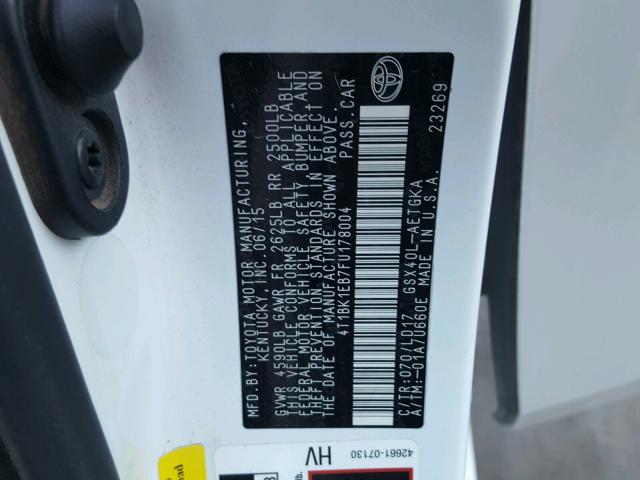 MFD.BY:TOYOTA MOTOR MANUFACTURING,
KENTUCKY, INC. 06/15
GVWR 4590LB GAWR FR 2625LB RR 2500LB
THIS VEHICLE CONFORMS TO ALL APPLICABLE
FEDERAL MOTOR VEHICLE SAFETY, BUMPER,AND
THEFT PREVENTION STANDARDS IN EFFECT ON
THE DATE OF MANUFACTURE SHOWN ABOVE.
4T1BK1EB7FU178004 PASS.CAR
C/TR:070/LD17 GSX40L-AETGKA
A/TM:-01A/U660E MADE IN U.S.A.
23269
42661-07130
HV
lb.